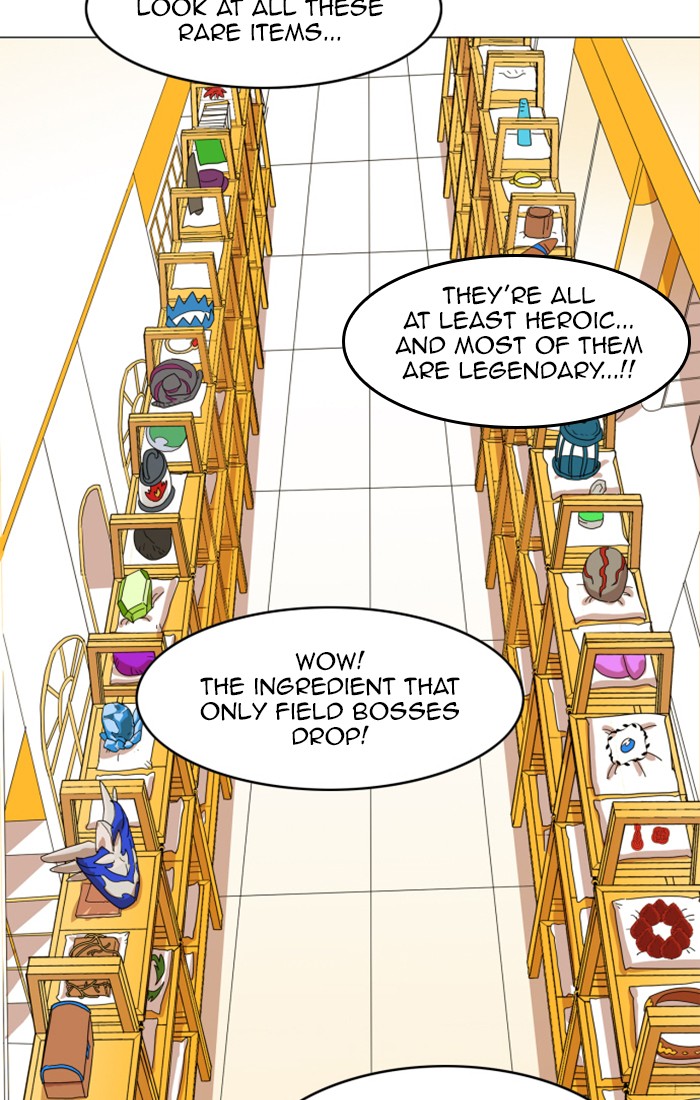 LOOK AT ALL THESE
RARE ITEMS...
THEY'RE ALL
AT LEAST HEROIC...
AND MOST OF THEM
ARE LEGENDARY...!!
WOW!
THE INGREDIENT THAT
ONLY FIELD BOSSES
DROP!